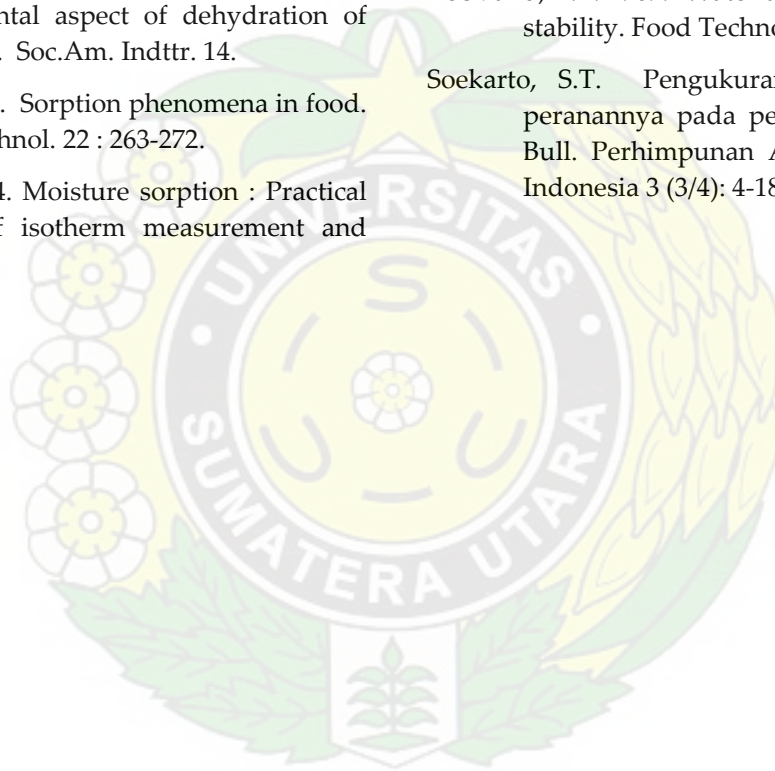 ntal aspect of dehydration of
. Soc.Am. Indttr. 14.
. Sorption phenomena in food.
hnol. 22 : 263-272.
4. Moisture sorption : Practical
f isotherm measurement and
stability. Food Techno
Soekarto, S.T. Pengukura
peranannya pada pe
Bull. Perhimpunan A
Indonesia 3 (3/4): 4-18
UNIVERSITAS
SUMATERA UTARA